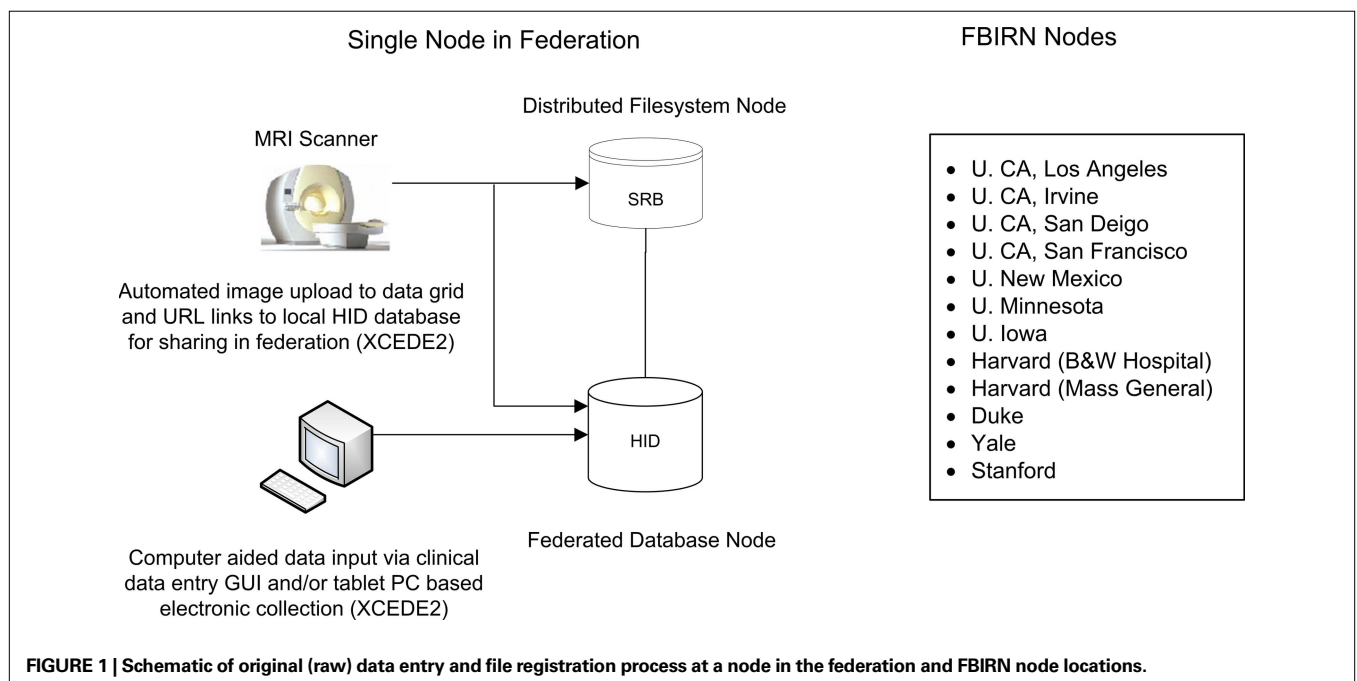 Single Node in Federation
FBIRN Nodes
Distributed Filesystem Node
MRI Scanner
SRB
Automated image upload to data grid
and URL links to local HID database
for sharing in federation (XCEDE2)
HID
Federated Database Node
Computer aided data input via clinical
data entry GUI and/or tablet PC based
electronic collection (XCEDE2)
• U. CA, Los Angeles
• U. CA, Irvine
• U. CA, San Deigo
• U. CA, San Francisco
• U. New Mexico
• U. Minnesota
• U. Iowa
• Harvard (B&W Hospital)
• Harvard (Mass General)
• Duke
• Yale
• Stanford
FIGURE 1 | Schematic of original (raw) data entry and file registration process at a node in the federation and FBIRN node locations.